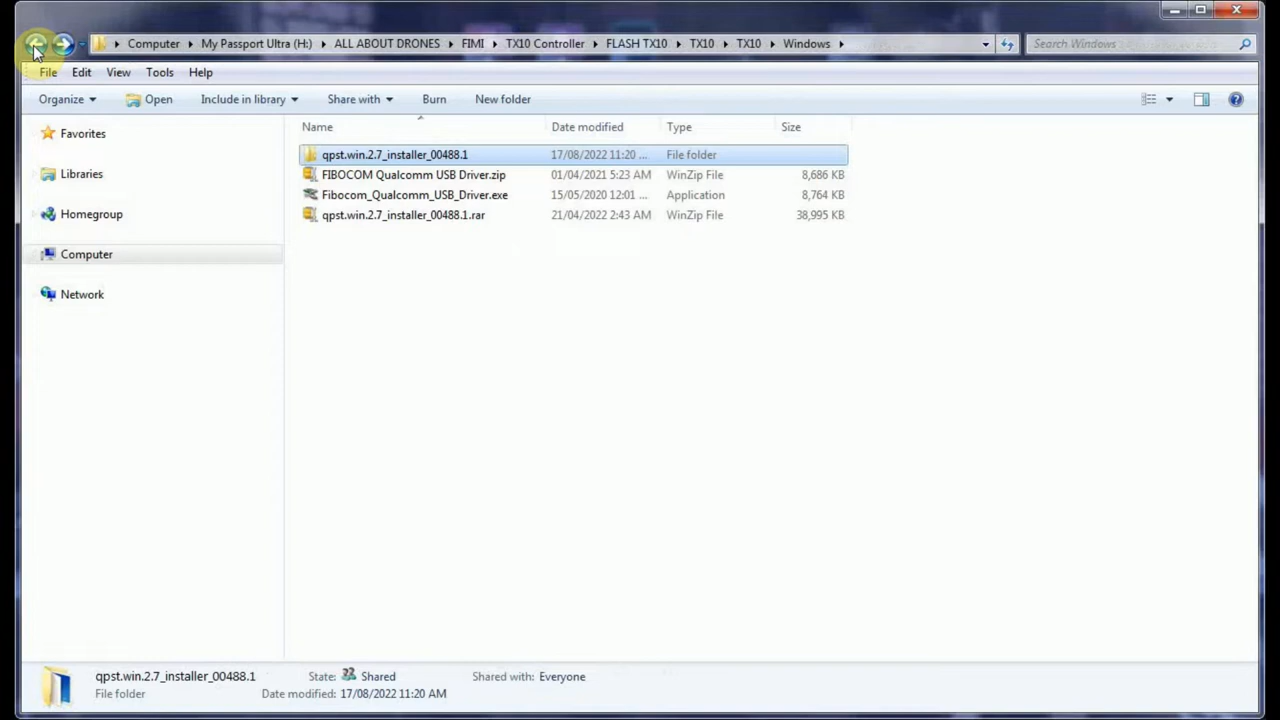 Computer My Passport Ultra (H:) ALL ABOUT DRONES FIMI TX10 Controller FLASH TX10 TX10 TX10 Windows Search Windows
File Edit View Tools Help
Organize Open Include in library Share with Burn New folder
Name Date modified Type Size
Favorites
Libraries
Homegroup
Computer
Network
qpst.win.2.7_installer_00488.1 17/08/2022 11:20 ... File folder
FIBOCOM Qualcomm USB Driver.zip 01/04/2021 5:23 AM WinZip File 8,686 KB
Fibocom_Qualcomm_USB_Driver.exe 15/05/2020 12:01 ... Application 8,764 KB
qpst.win.2.7_installer_00488.1.rar 21/04/2022 2:43 AM WinZip File 38,995 KB
qpst.win.2.7_installer_00488.1 State: Shared Shared with: Everyone
File folder Date modified: 17/08/2022 11:20 AM